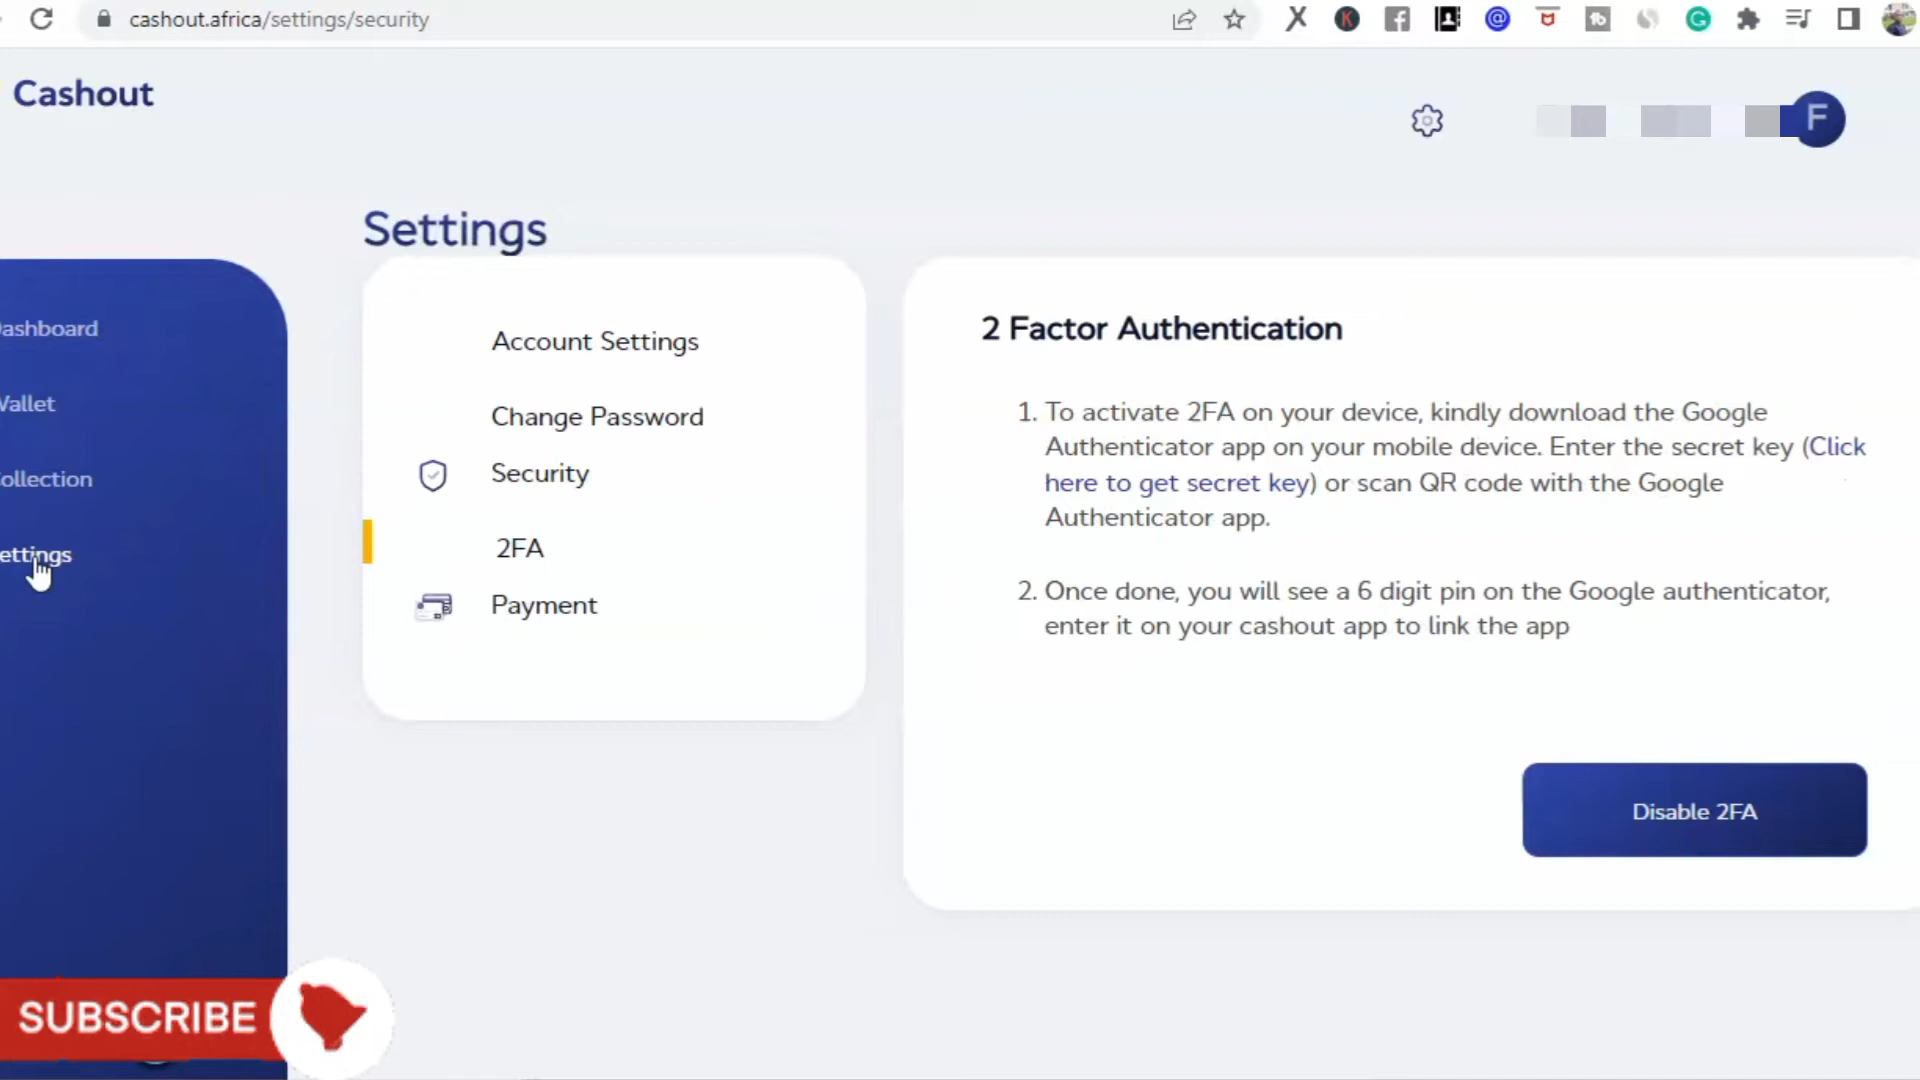 cashout.africa/settings/security
Cashout
F
Settings
ashboard
Wallet
ollection
ettings
Account Settings
Change Password
Security
2FA
Payment
2 Factor Authentication
1. To activate 2FA on your device, kindly download the Google
Authenticator app on your mobile device. Enter the secret key (Click
here to get secret key) or scan QR code with the Google
Authenticator app.
2. Once done, you will see a 6 digit pin on the Google authenticator,
enter it on your cashout app to link the app
Disable 2FA
SUBSCRIBE